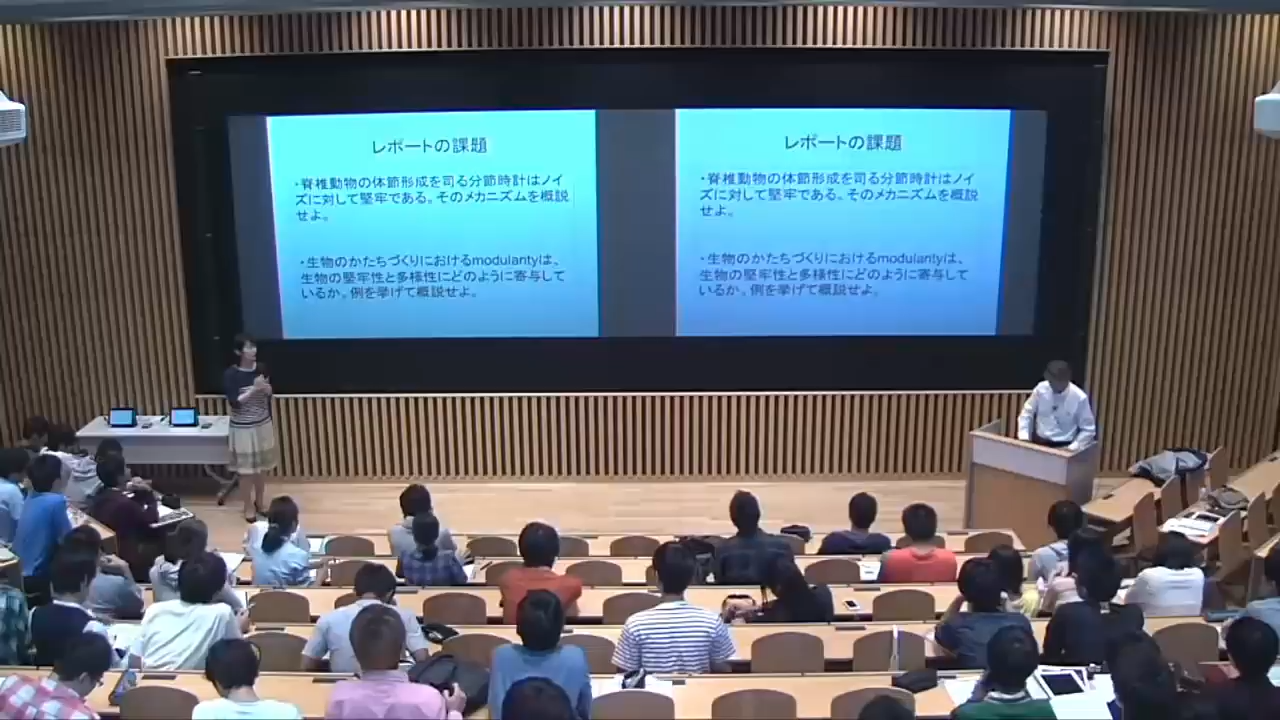 レポートの課題
・脊椎動物の体節形成を司る分節時計はノイ
ズに対して堅牢である。そのメカニズムを概説
せよ。
・生物のかたちづくりにおけるmodularityは、
生物の堅牢性と多様性にどのように寄与して
いるか。例を挙げて概説せよ。
レポートの課題
・脊椎動物の体節形成を司る分節時計はノイ
ズに対して堅牢である。そのメカニズムを概説
せよ。
・生物のかたちづくりにおけるmodularityは、
生物の堅牢性と多様性にどのように寄与して
いるか。例を挙げて概説せよ。